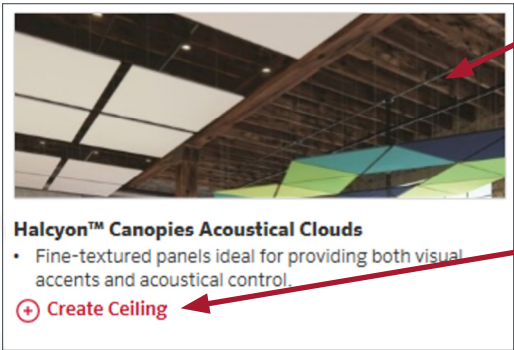 Halcyon™ Canopies Acoustical Clouds
• Fine-textured panels ideal for providing both visual
accents and acoustical control.
Create Ceiling